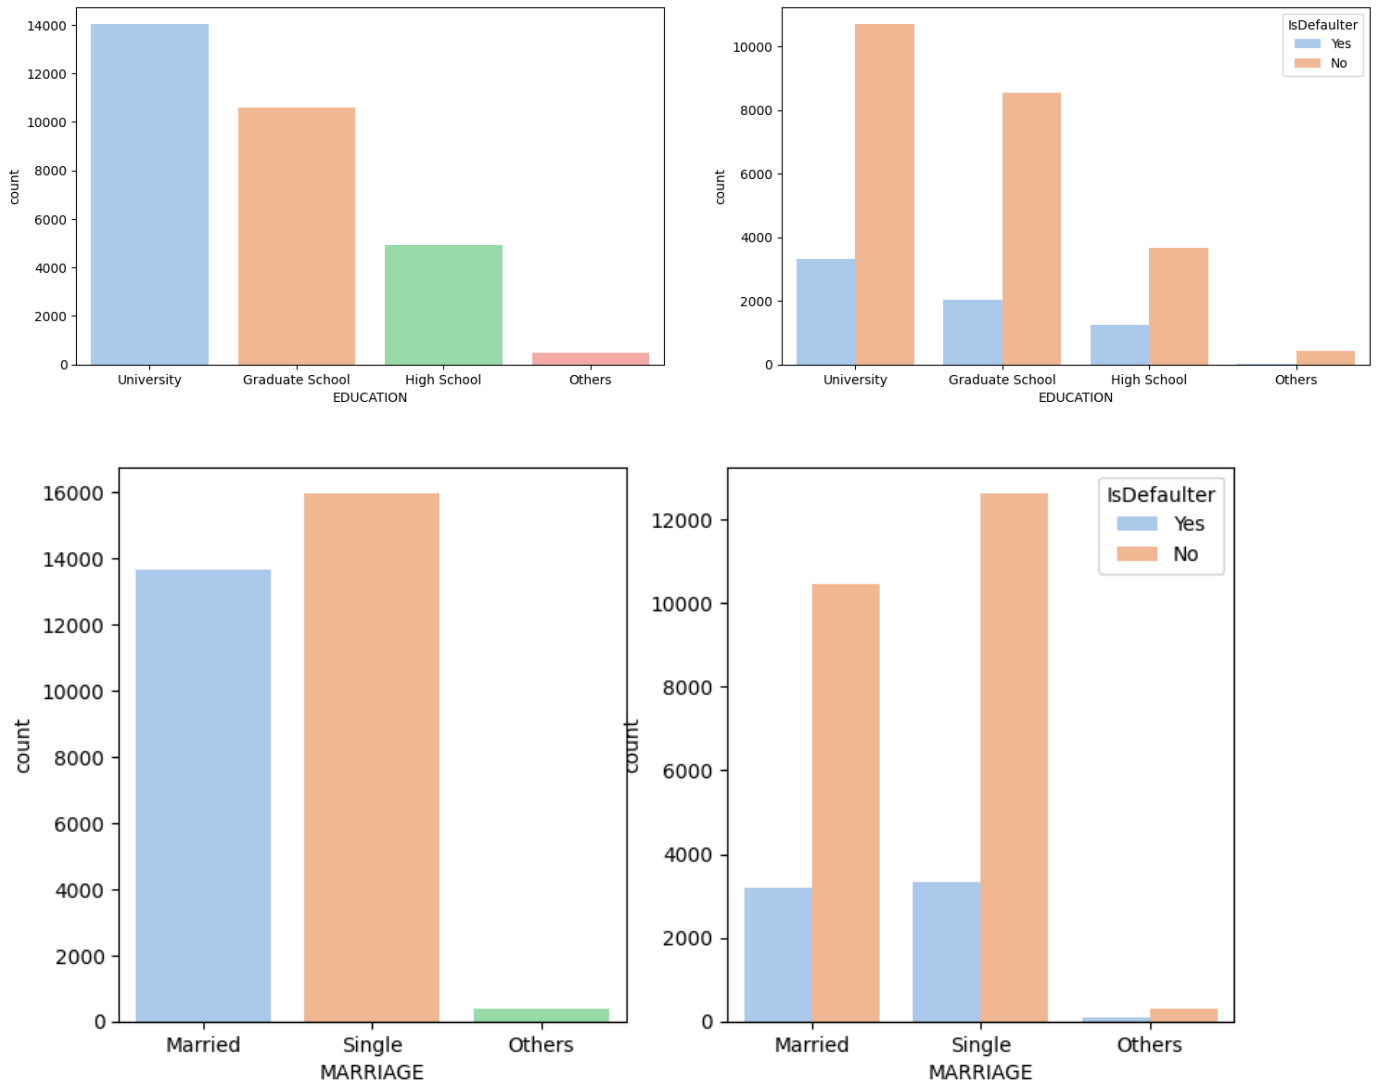 14000
12000
10000
8000
6000
4000
2000
0
count
University Graduate School High School Others
EDUCATION
10000
8000
6000
4000
2000
0
count
IsDefaulter
Yes
No
University Graduate School High School Others
EDUCATION
16000
14000
12000
10000
8000
6000
4000
2000
0
count
Married Single Others
MARRIAGE
12000
10000
8000
6000
4000
2000
0
count
IsDefaulter
Yes
No
Married Single Others
MARRIAGE